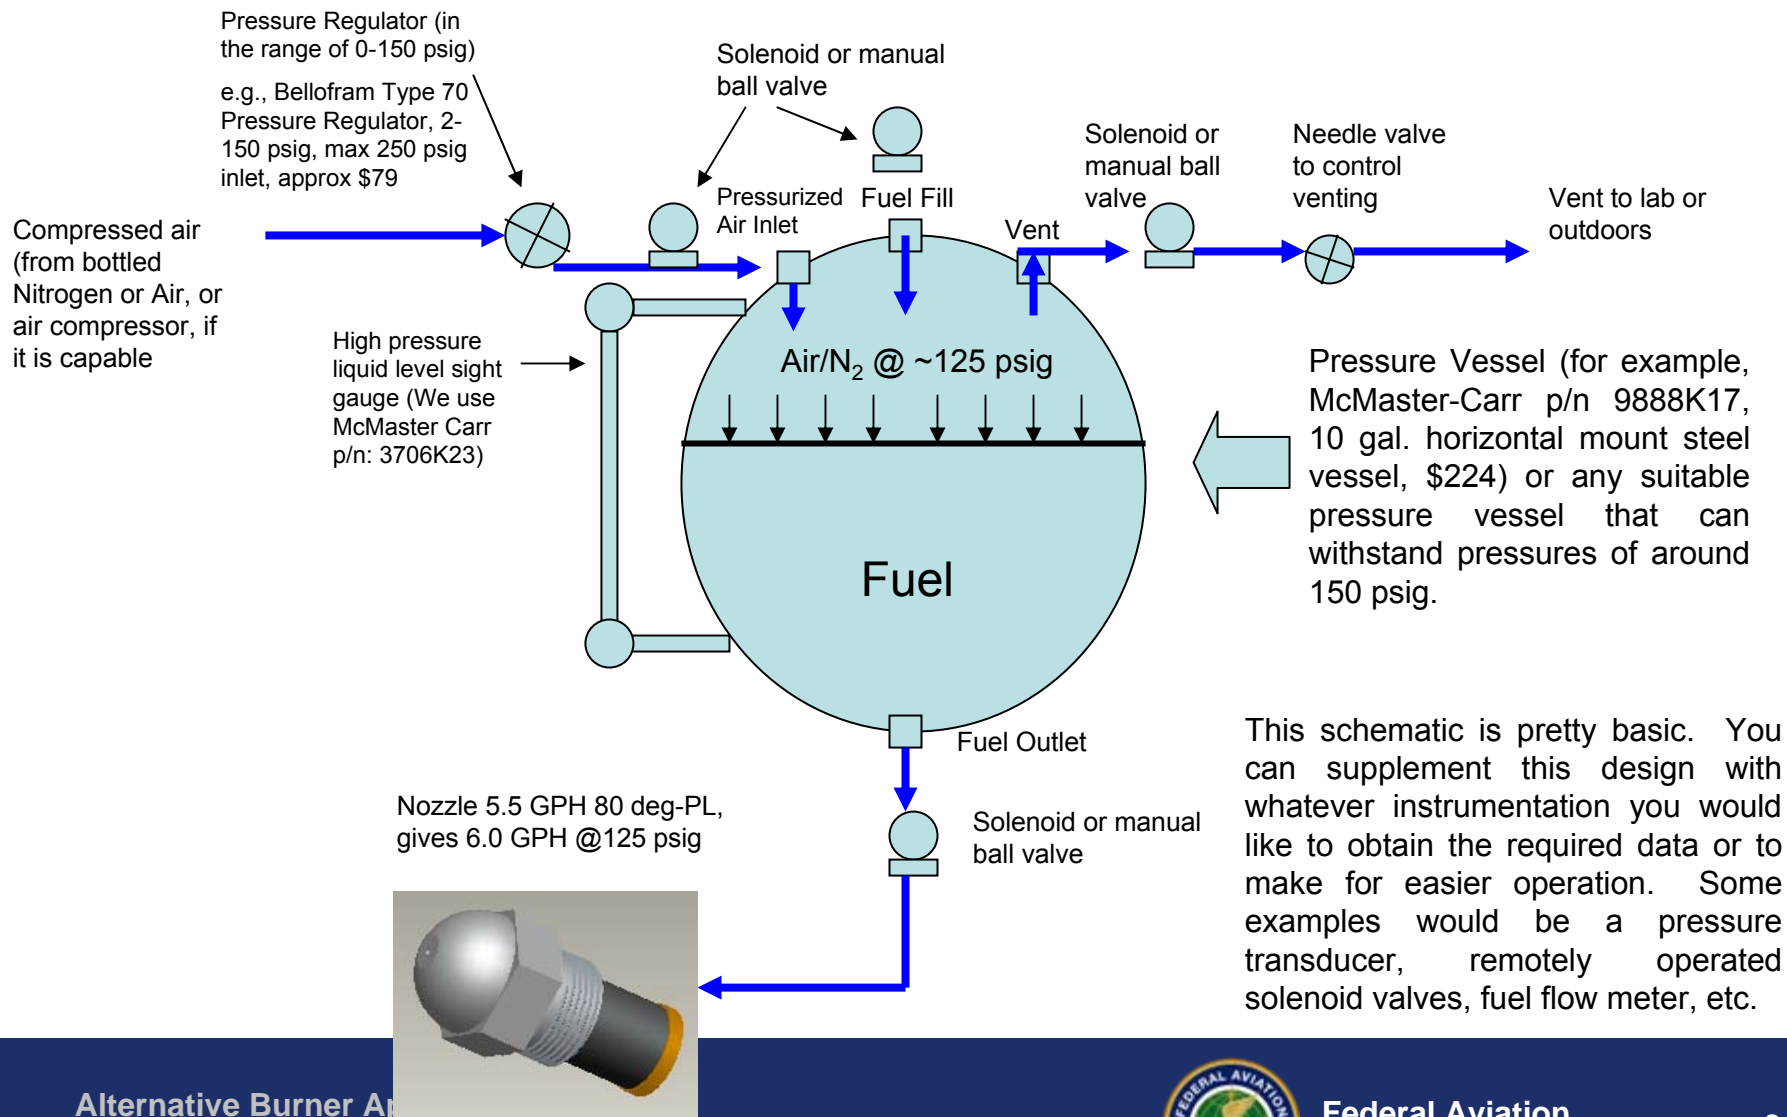 Pressure Regulator (in
the range of 0-150 psig)
e.g., Bellofram Type 70
Pressure Regulator, 2-
150 psig, max 250 psig
inlet, approx $79
Solenoid or manual
ball valve
Solenoid or
manual ball
valve
Needle valve
to control
venting
Vent to lab or
outdoors
Compressed air
(from bottled
Nitrogen or Air, or
air compressor, if
it is capable
Pressurized
Air Inlet
Fuel Fill
Vent
High pressure
liquid level sight
gauge (We use
McMaster Carr
p/n: 3706K23)
Air/N2 @ ~125 psig
Fuel
Pressure Vessel (for example,
McMaster-Carr p/n 9888K17,
10 gal. horizontal mount steel
vessel, $224) or any suitable
pressure vessel that can
withstand pressures of around
150 psig.
Fuel Outlet
Nozzle 5.5 GPH 80 deg-PL,
gives 6.0 GPH @125 psig
Solenoid or manual
ball valve
This schematic is pretty basic. You
can supplement this design with
whatever instrumentation you would
like to obtain the required data or to
make for easier operation. Some
examples would be a pressure
transducer, remotely operated
solenoid valves, fuel flow meter, etc.
Alternative Burner
FEDERAL AVIATION
Federal Aviation